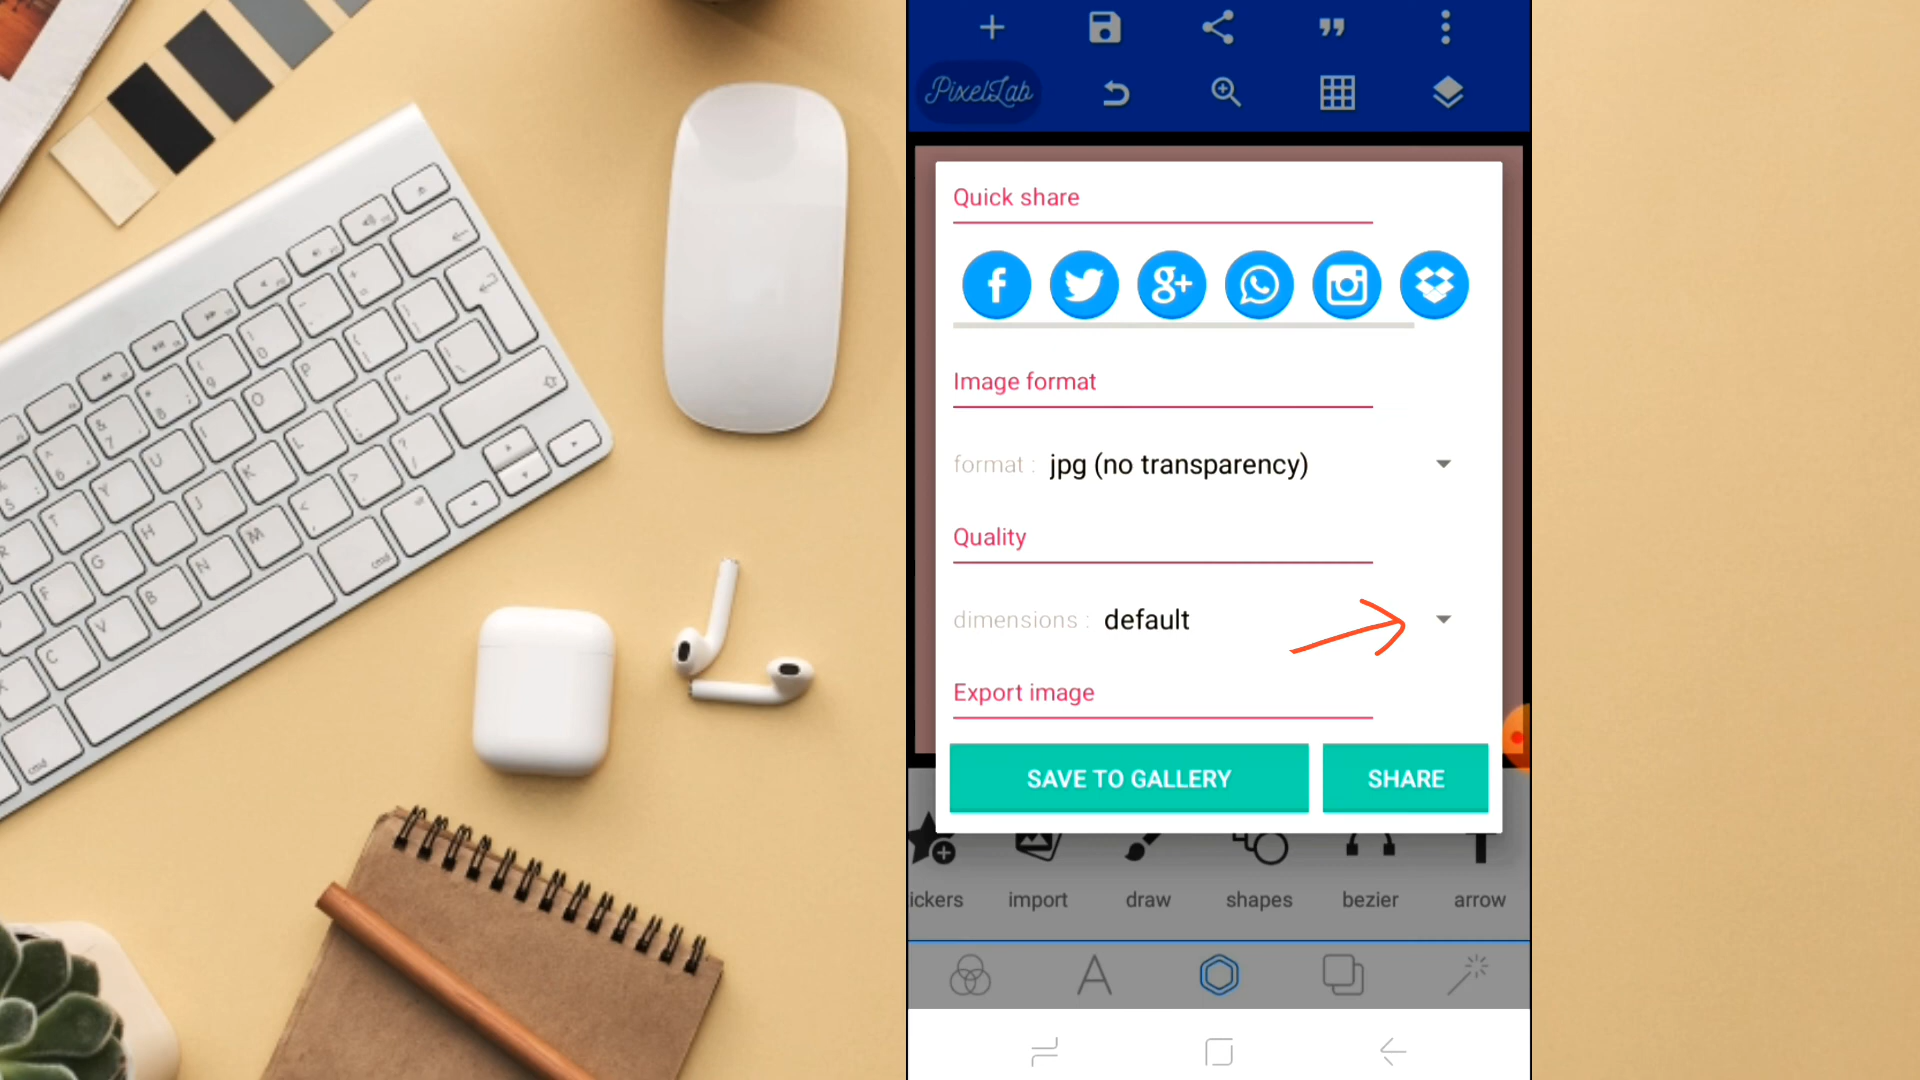 PixelLab
Quick share
Image format
format : jpg (no transparency)
Quality
dimensions : default
Export image
SAVE TO GALLERY SHARE
ickers import draw shapes bezier arrow